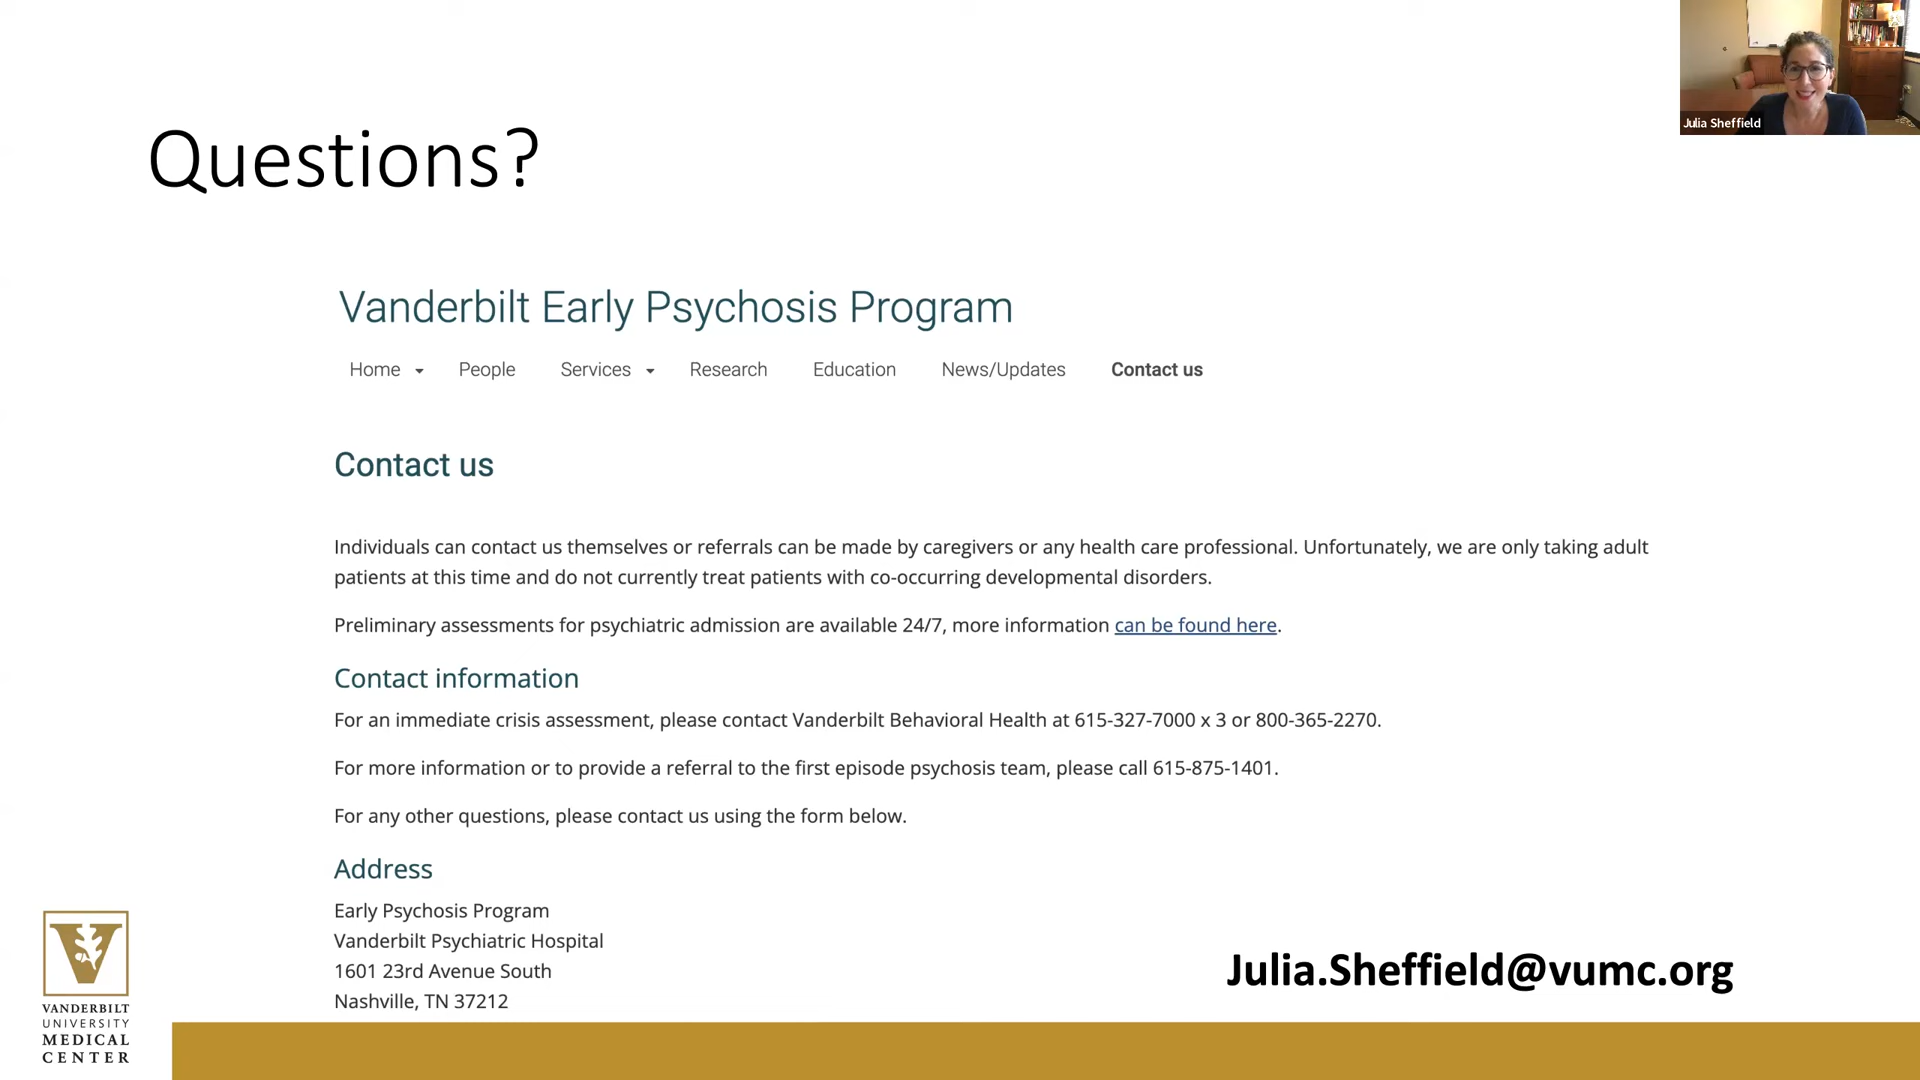 Julia Sheffield
Questions?
Vanderbilt Early Psychosis Program
Home People Services Research Education News/Updates Contact us
Contact us
Individuals can contact us themselves or referrals can be made by caregivers or any health care professional. Unfortunately, we are only taking adult
patients at this time and do not currently treat patients with co-occurring developmental disorders.
Preliminary assessments for psychiatric admission are available 24/7, more information can be found here.
Contact information
For an immediate crisis assessment, please contact Vanderbilt Behavioral Health at 615-327-7000 x 3 or 800-365-2270.
For more information or to provide a referral to the first episode psychosis team, please call 615-875-1401.
For any other questions, please contact us using the form below.
Address
Early Psychosis Program
Vanderbilt Psychiatric Hospital
1601 23rd Avenue South
Nashville, TN 37212
Julia.Sheffield@vumc.org
V
VANDERBILT
UNIVERSITY
MEDICAL
CENTER